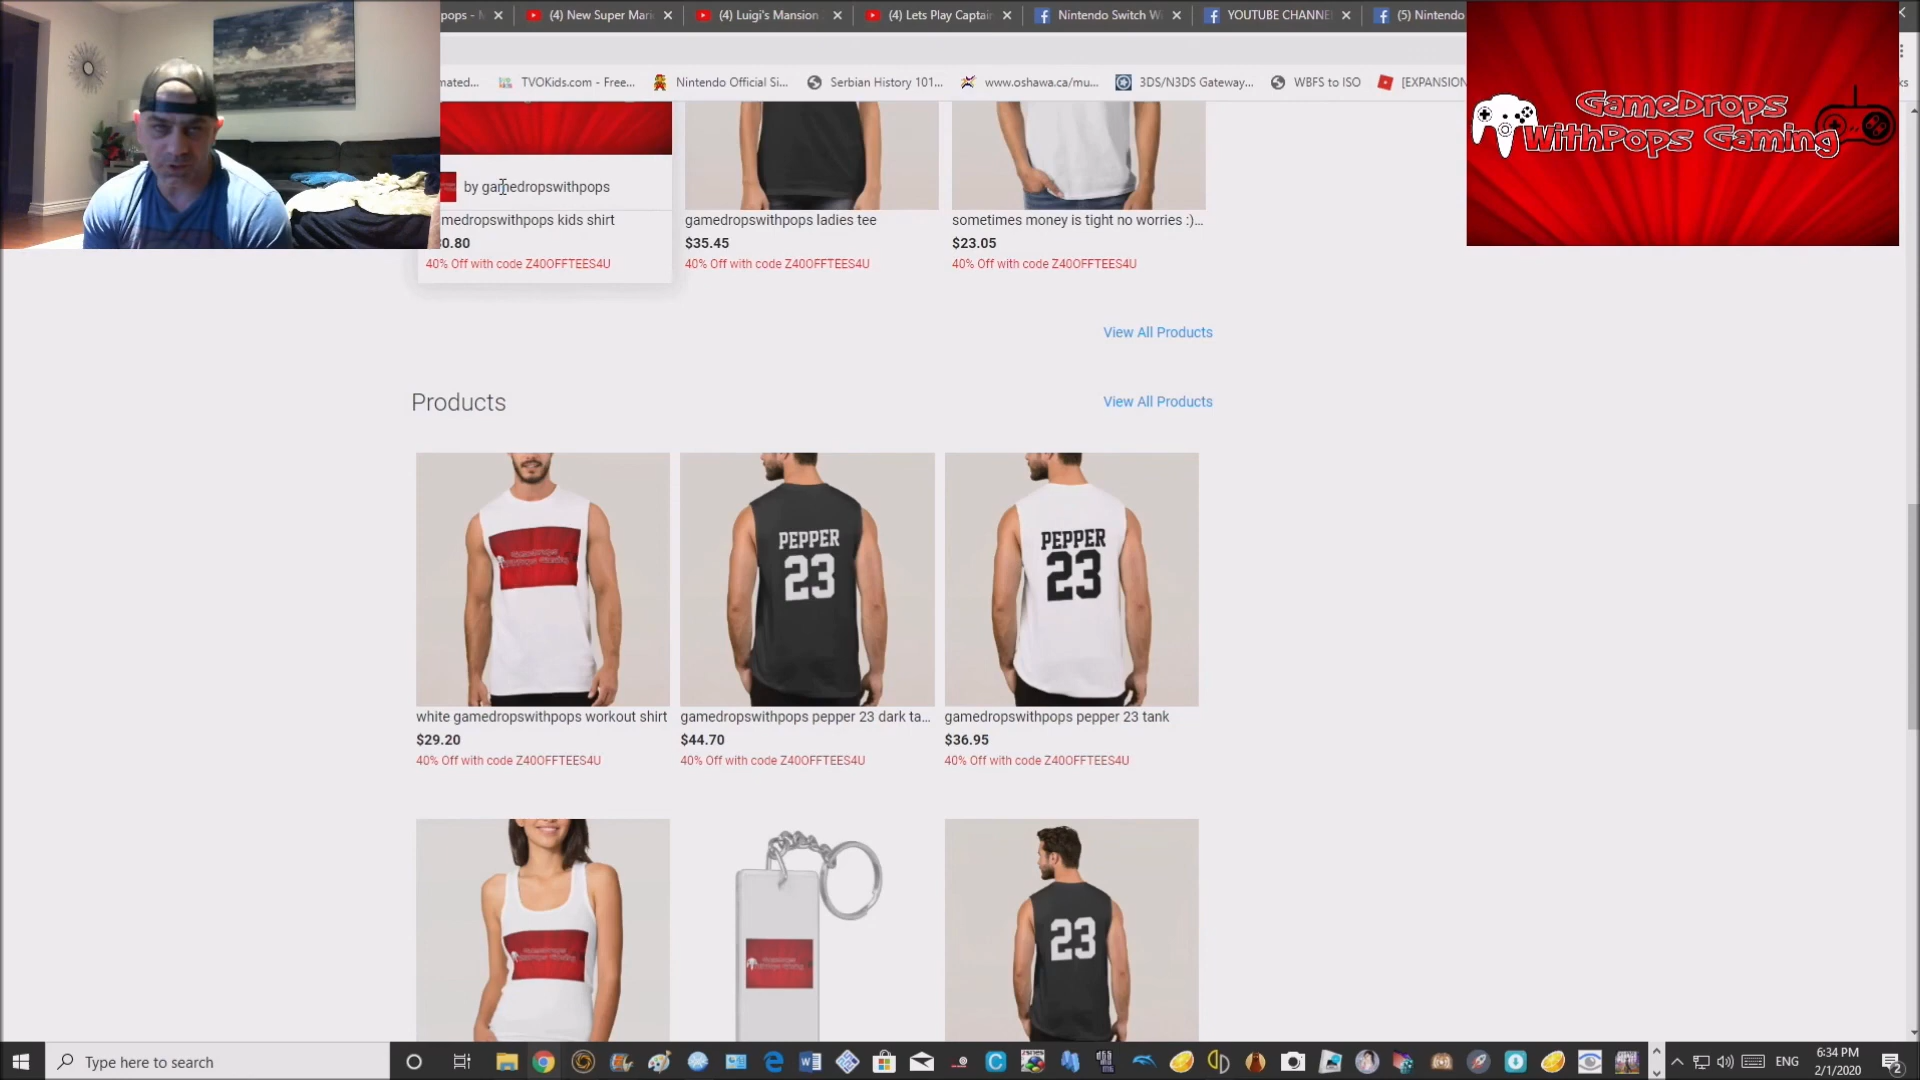 pops - M
(4) New Super Mari
(4) Luigi's Mansion
(4) Lets Play Captain
Nintendo Switch W
YOUTUBE CHANNE
(5) Nintendo
mated...
TVOKids.com - Free...
Nintendo Official Si...
Serbian History 101...
www.oshawa.ca/mu...
3DS/N3DS Gateway...
WBFS to ISO
[EXPANSION
GameDrops
WithPops Gaming
by gamedropswithpops
medropswithpops kids shirt
0.80
40% Off with code Z40OFFTEES4U
gamedropswithpops ladies tee
$35.45
40% Off with code Z40OFFTEES4U
sometimes money is tight no worries :)...
$23.05
40% Off with code Z40OFFTEES4U
View All Products
Products
View All Products
GameDrops
WithPops Gaming
PEPPER
23
PEPPER
23
white gamedropswithpops workout shirt
$29.20
40% Off with code Z40OFFTEES4U
gamedropswithpops pepper 23 dark ta...
$44.70
40% Off with code Z40OFFTEES4U
gamedropswithpops pepper 23 tank
$36.95
40% Off with code Z40OFFTEES4U
23
Type here to search
ENG
6:34 PM
2/1/2020
2